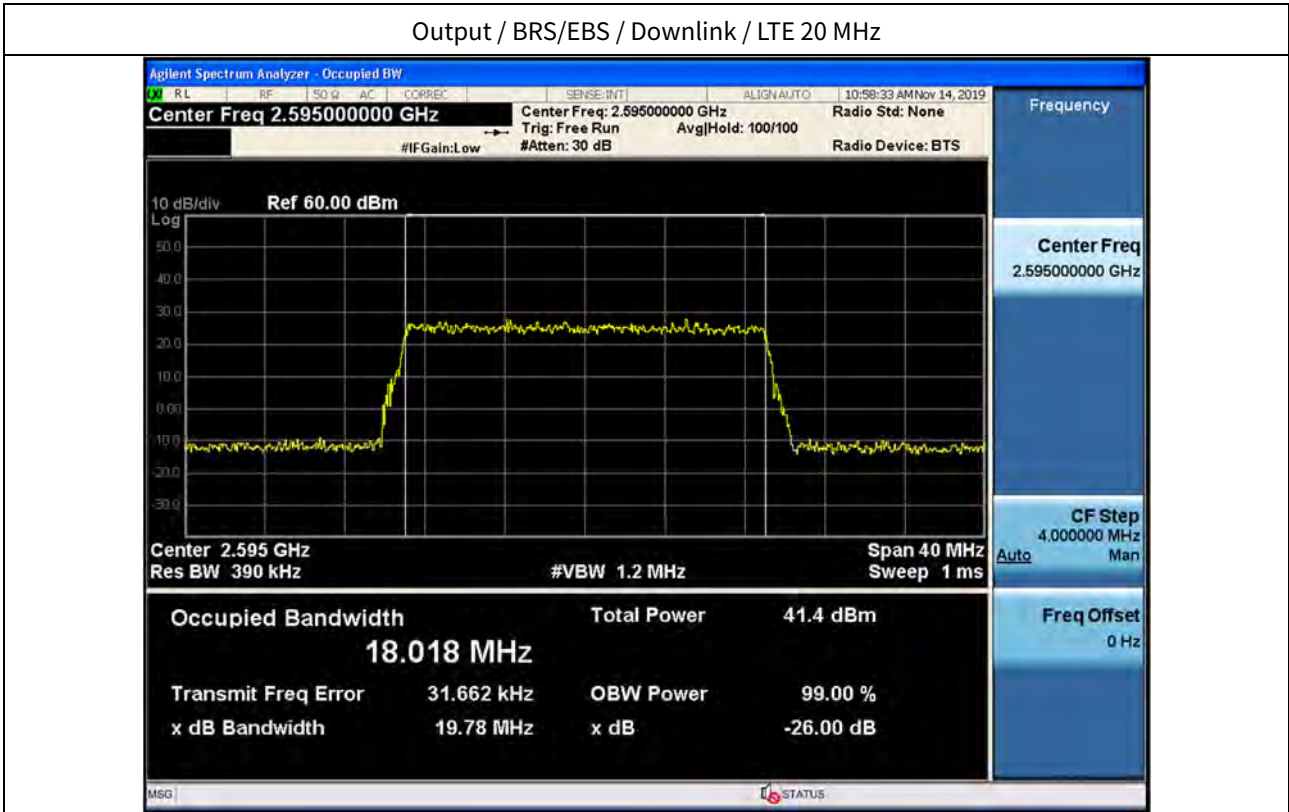 Output / BRS/EBS / Downlink / LTE 20 MHz
Agilent Spectrum Analyzer - Occupied BW
LXI RL RF 50 Ω AC CORREC SENSE:INT ALIGNAUTO 10:58:33 AM Nov 14, 2019
Center Freq 2.595000000 GHz Center Freq: 2.595000000 GHz Radio Std: None Frequency
Trig: Free Run Avg|Hold: 100/100
#IFGain:Low #Atten: 30 dB Radio Device: BTS
10 dB/div Ref 60.00 dBm
Log
50.0
40.0
30.0
20.0
10.0
0.00
-10.0
-20.0
-30.0
Center 2.595 GHz Span 40 MHz
Res BW 390 kHz #VBW 1.2 MHz Sweep 1 ms
Center Freq
2.595000000 GHz
CF Step
4.000000 MHz
Auto Man
Freq Offset
0 Hz
Occupied Bandwidth Total Power 41.4 dBm
18.018 MHz
Transmit Freq Error 31.662 kHz OBW Power 99.00 %
x dB Bandwidth 19.78 MHz x dB -26.00 dB
MSG STATUS